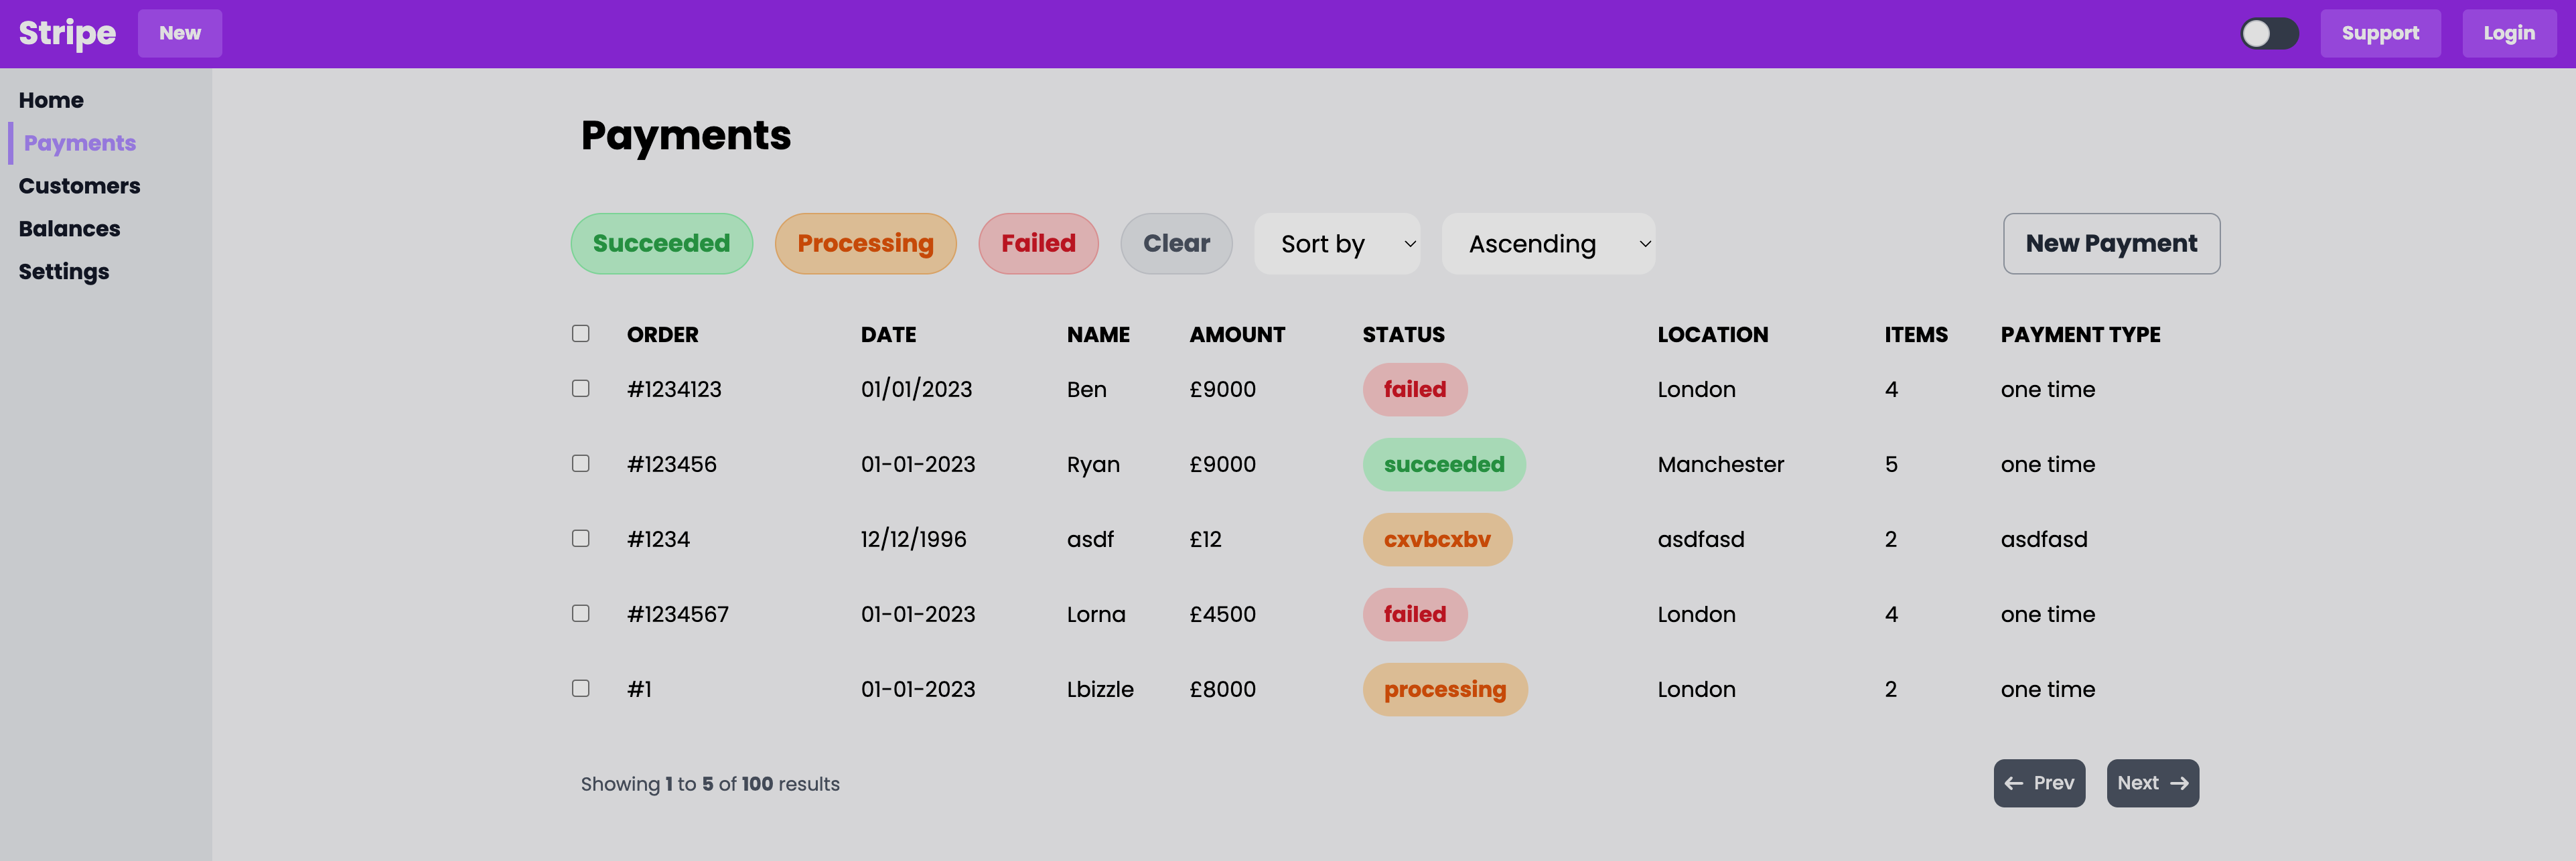 Stripe New Support Login
Home
Payments
Customers
Balances
Settings
Payments
Succeeded Processing Failed Clear Sort by Ascending New Payment
ORDER DATE NAME AMOUNT STATUS LOCATION ITEMS PAYMENT TYPE
#1234123 01/01/2023 Ben £9000 failed London 4 one time
#123456 01-01-2023 Ryan £9000 succeeded Manchester 5 one time
#1234 12/12/1996 asdf £12 cxvbcxbv asdfasd 2 asdfasd
#1234567 01-01-2023 Lorna £4500 failed London 4 one time
#1 01-01-2023 Lbizzle £8000 processing London 2 one time
Showing 1 to 5 of 100 results
← Prev Next →